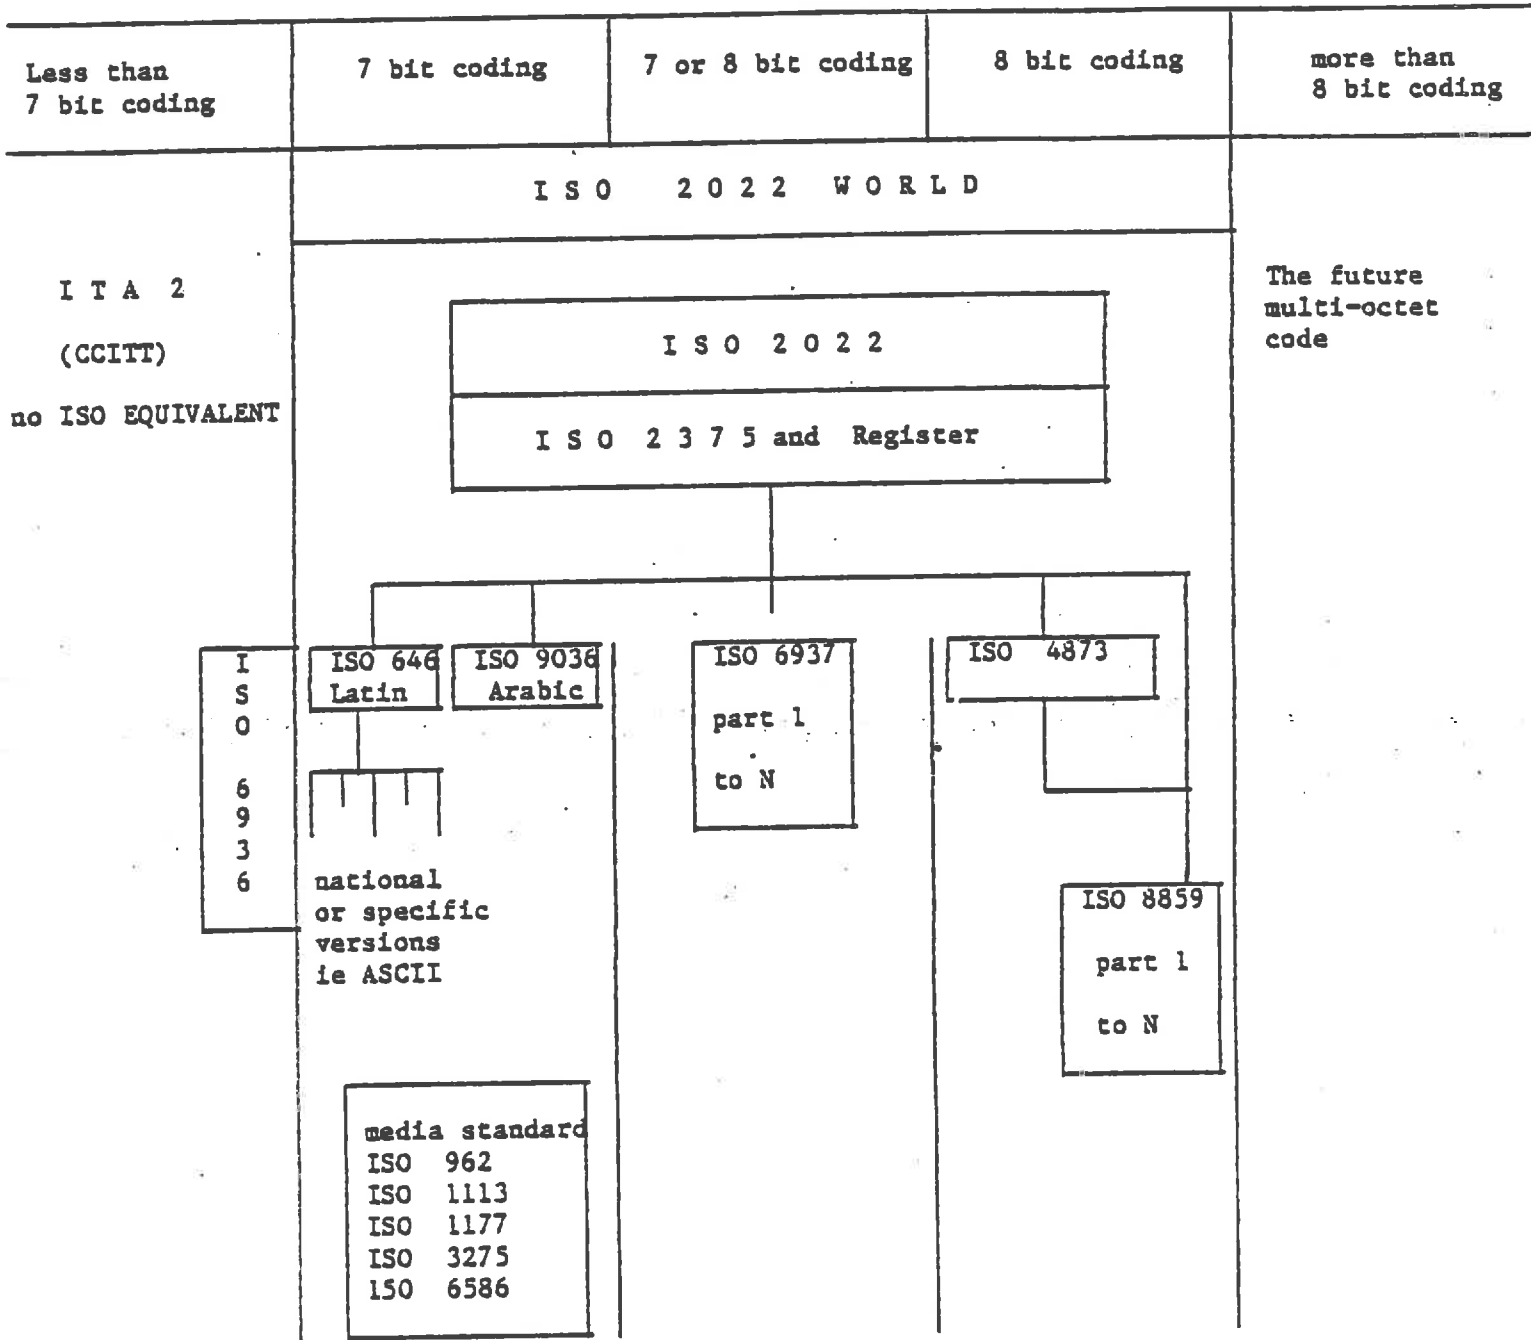 Less than
7 bit coding
7 bit coding
7 or 8 bit coding
8 bit coding
more than
8 bit coding
I S O 2 0 2 2 W O R L D
I T A 2
(CCITT)
no ISO EQUIVALENT
The future
multi-octet
code
I S O 2 0 2 2
I S O 2 3 7 5 and Register
I
S
O
6
9
3
6
ISO 646
Latin
ISO 9036
Arabic
ISO 6937
part 1
to N
ISO 4873
national
or specific
versions
ie ASCII
ISO 8859
part 1
to N
media standard
ISO 962
ISO 1113
ISO 1177
ISO 3275
150 6586